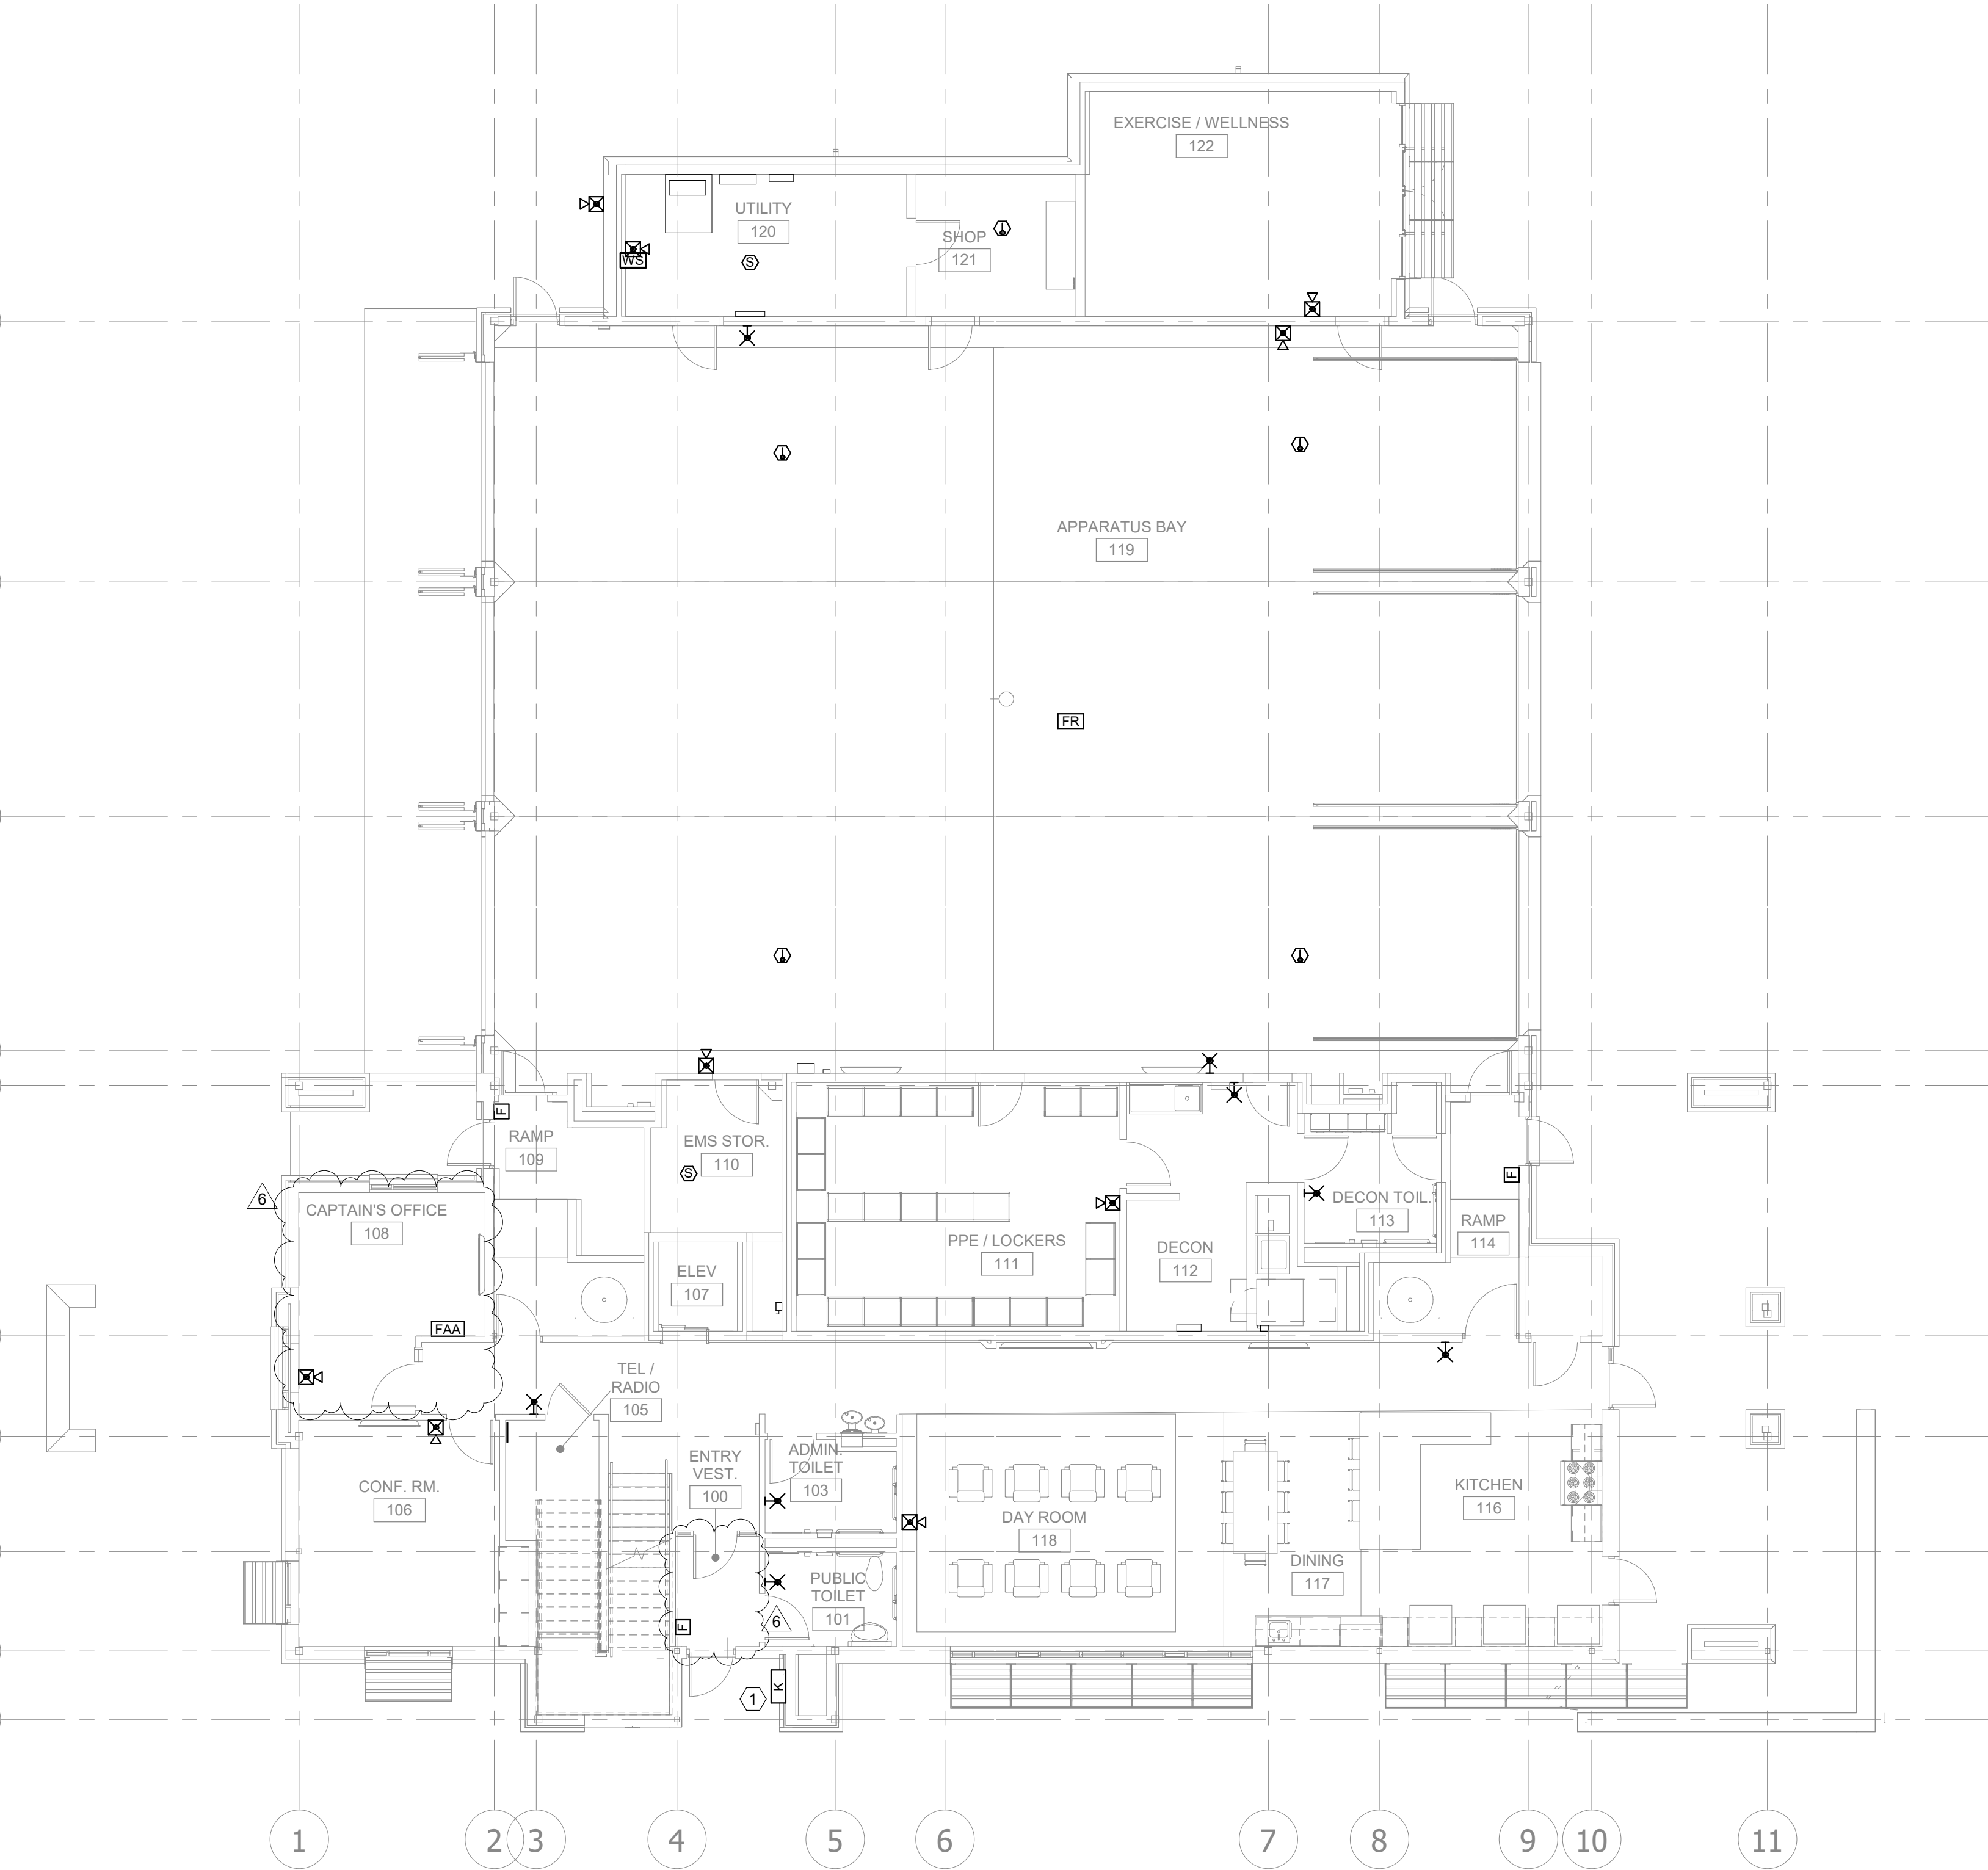 EXERCISE / WELLNESS
122
UTILITY
120
WS
S
SHOP
121
APPARATUS BAY
119
FR
F
RAMP
109
EMS STOR.
110
S
F
6
CAPTAIN'S OFFICE
108
DECON TOIL.
113
RAMP
114
PPE / LOCKERS
111
DECON
112
ELEV
107
FAA
TEL /
RADIO
105
ENTRY
VEST.
100
ADMIN.
TOILET
103
CONF. RM.
106
KITCHEN
116
DAY ROOM
118
DINING
117
PUBLIC
TOILET
101
6
F
K
1
1
2
3
4
5
6
7
8
9
10
11